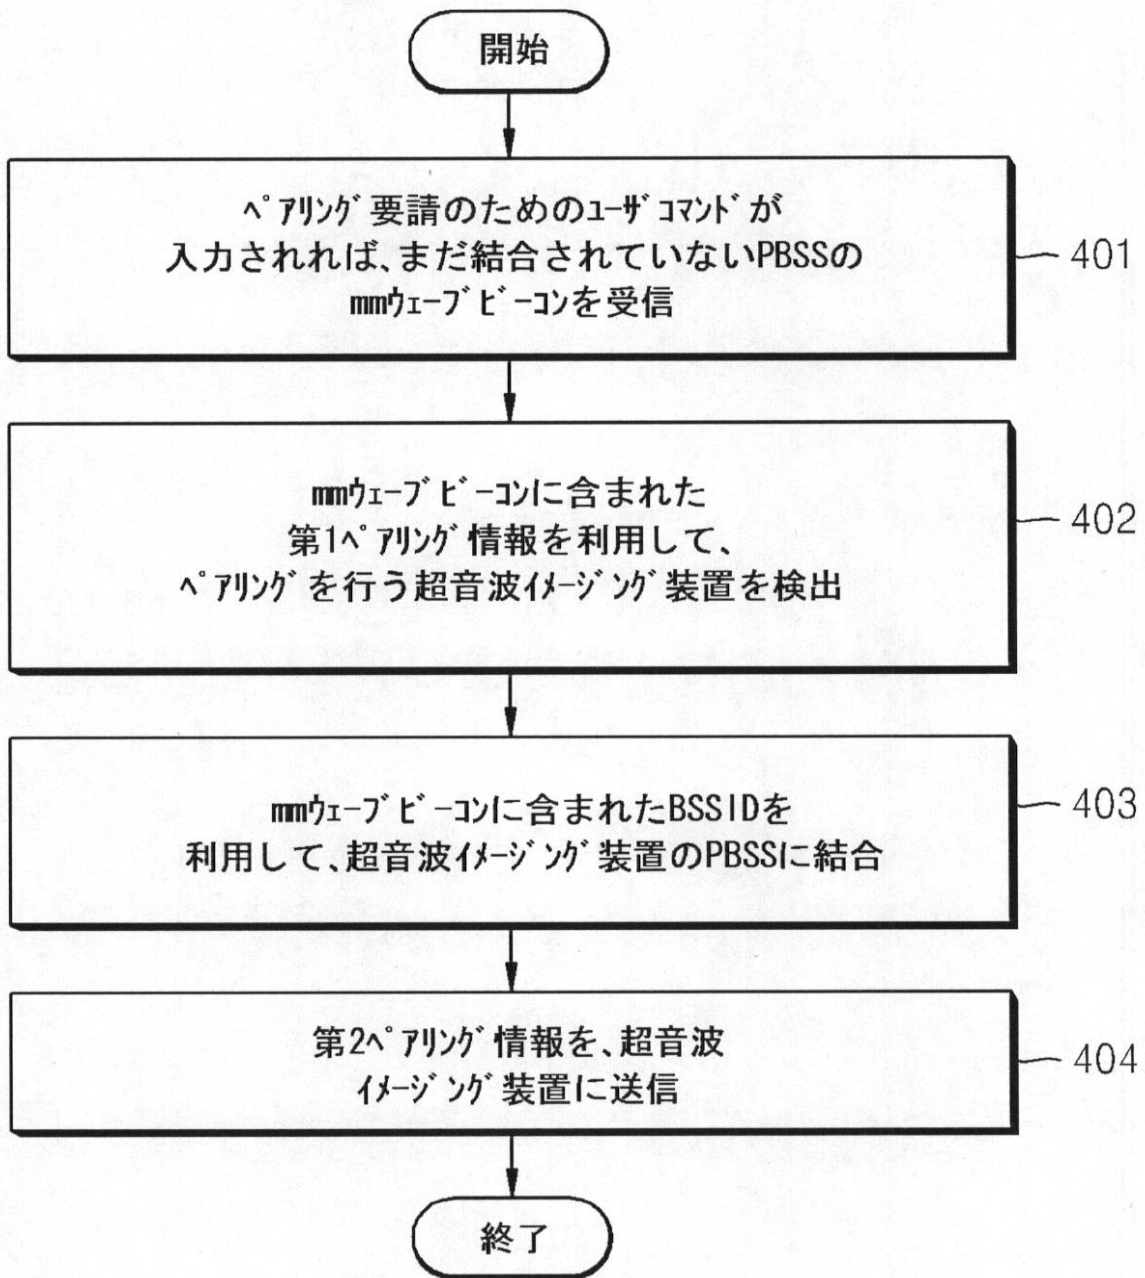 開始
ﾍﾟｱﾘﾝｸﾞ要請のためのﾕｰｻﾞｺﾏﾝﾄﾞが
入力されれば、まだ結合されていないPBSSの
mmｳｪｰﾌﾞﾋﾞｰｺﾝを受信
401
mmｳｪｰﾌﾞﾋﾞｰｺﾝに含まれた
第1ﾍﾟｱﾘﾝｸﾞ情報を利用して、
ﾍﾟｱﾘﾝｸﾞを行う超音波ｲﾒｰｼﾞﾝｸﾞ装置を検出
402
mmｳｪｰﾌﾞﾋﾞｰｺﾝに含まれたBSSIDを
利用して、超音波ｲﾒｰｼﾞﾝｸﾞ装置のPBSSに結合
403
第2ﾍﾟｱﾘﾝｸﾞ情報を、超音波
ｲﾒｰｼﾞﾝｸﾞ装置に送信
404
終了